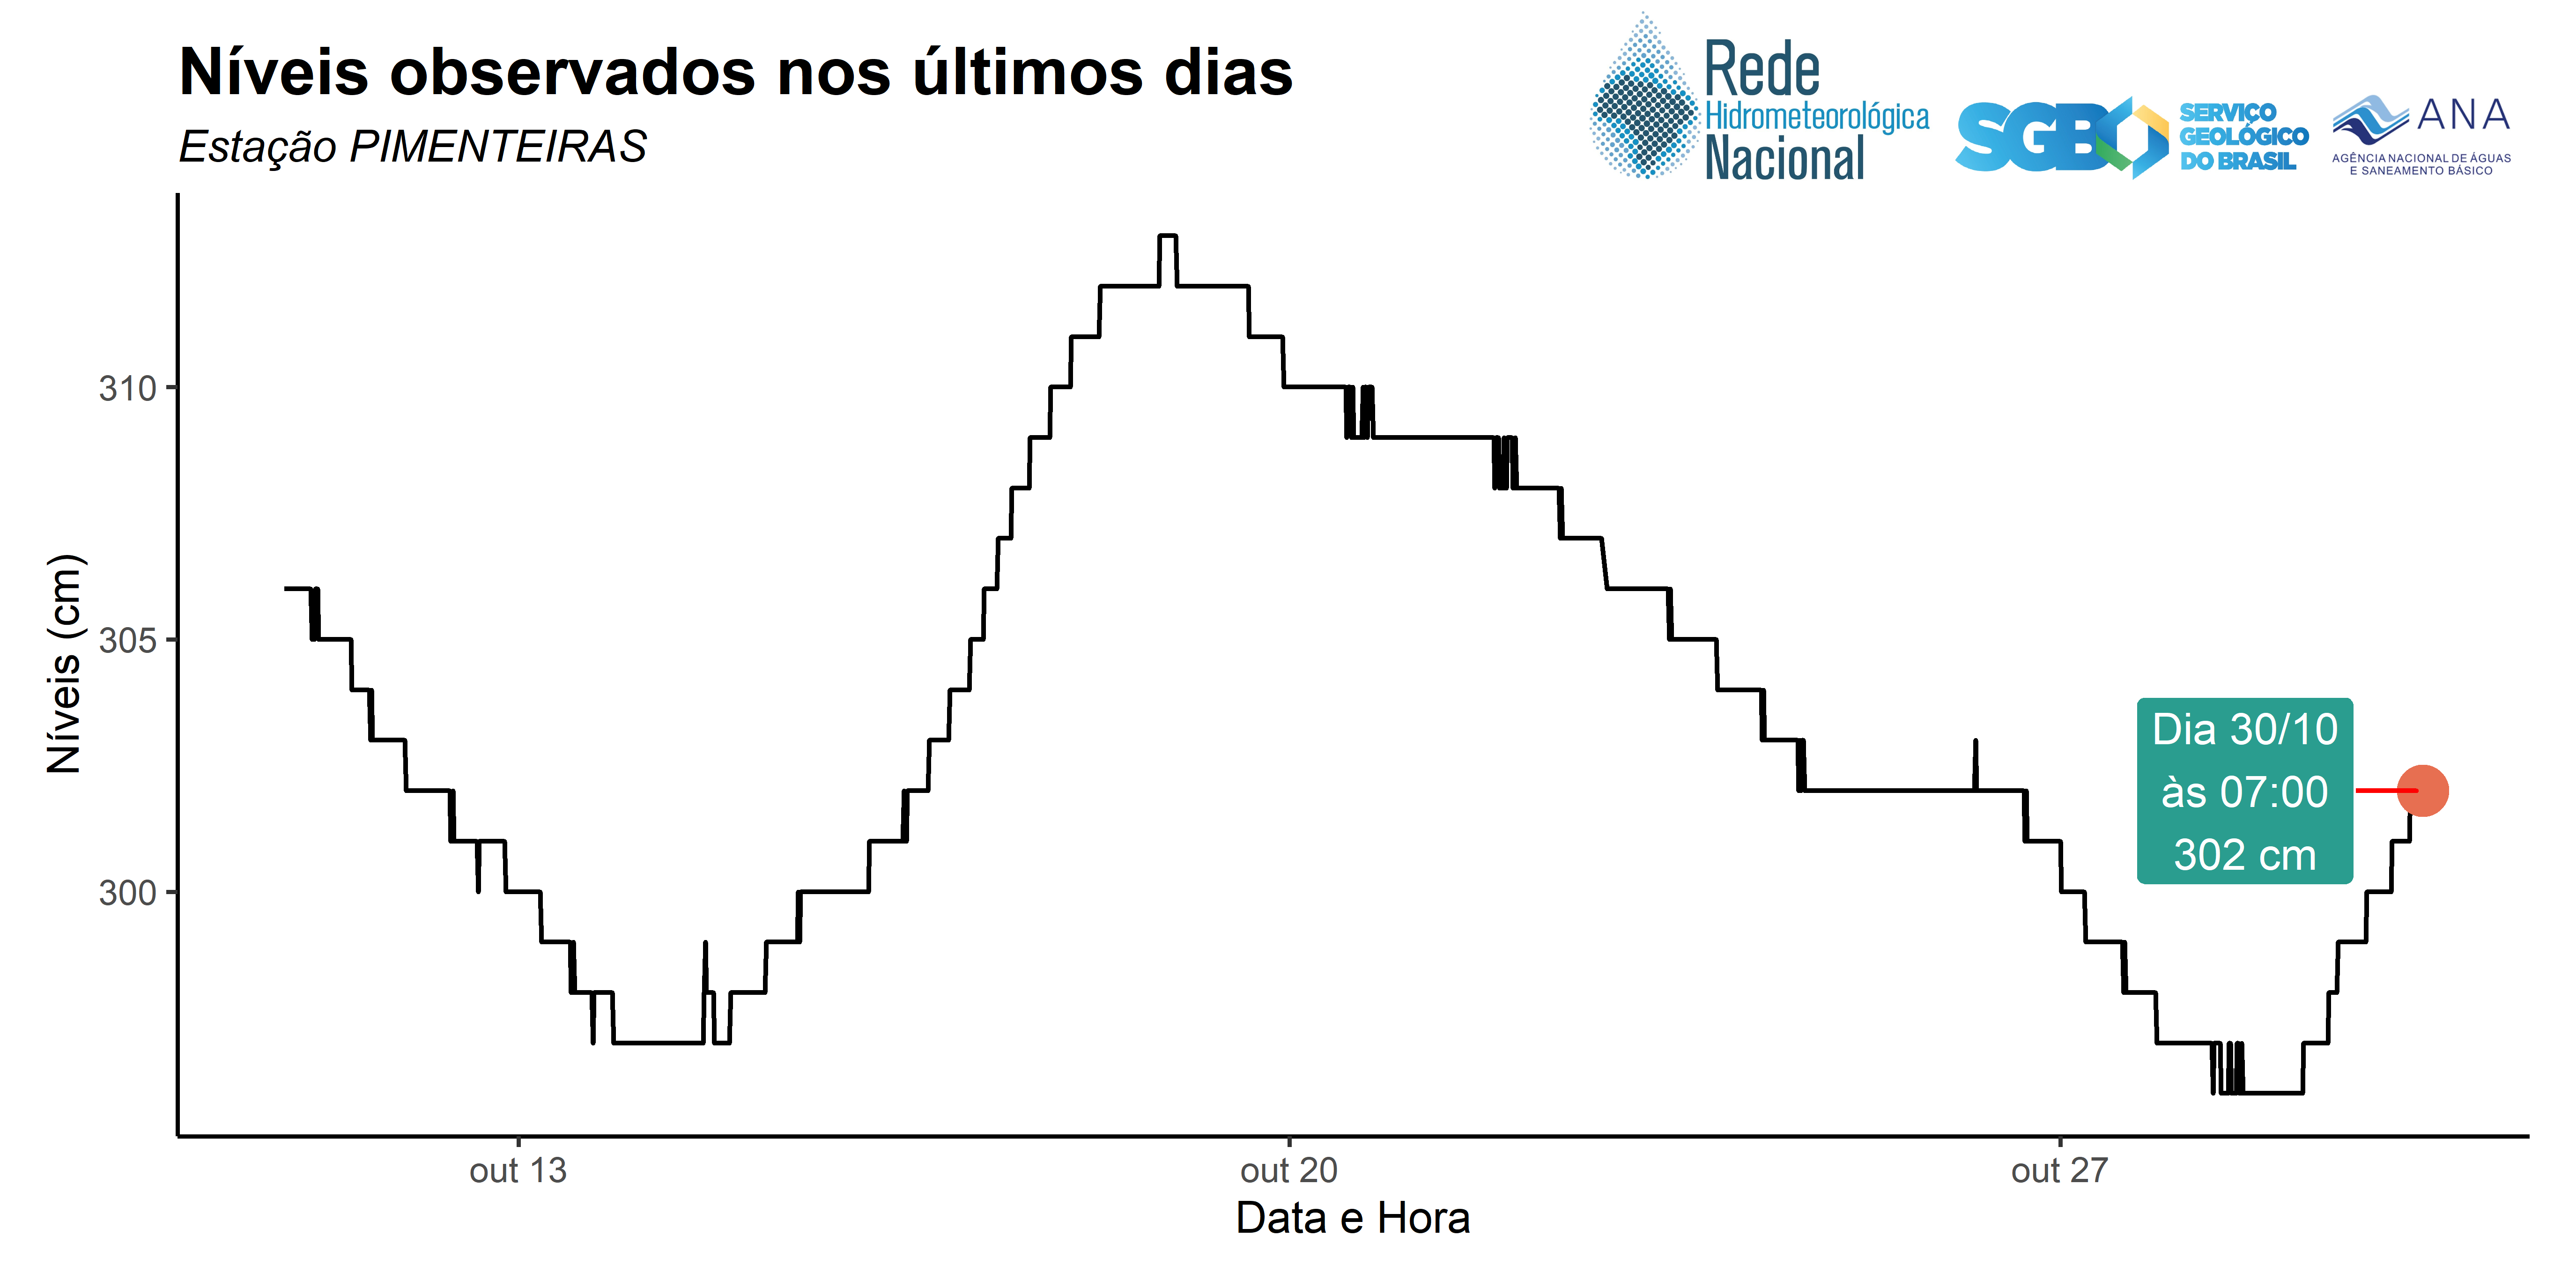 Níveis observados nos últimos dias
Estação PIMENTEIRAS
Rede
Hidrometeorológica
Nacional
SGB
SERVIÇO
GEOLÓGICO
DO BRASIL
ANA
AGÊNCIA NACIONAL DE ÁGUAS
E SANEAMENTO BÁSICO
Níveis (cm)
310
305
300
Dia 30/10
às 07:00
302 cm
out 13
out 20
out 27
Data e Hora